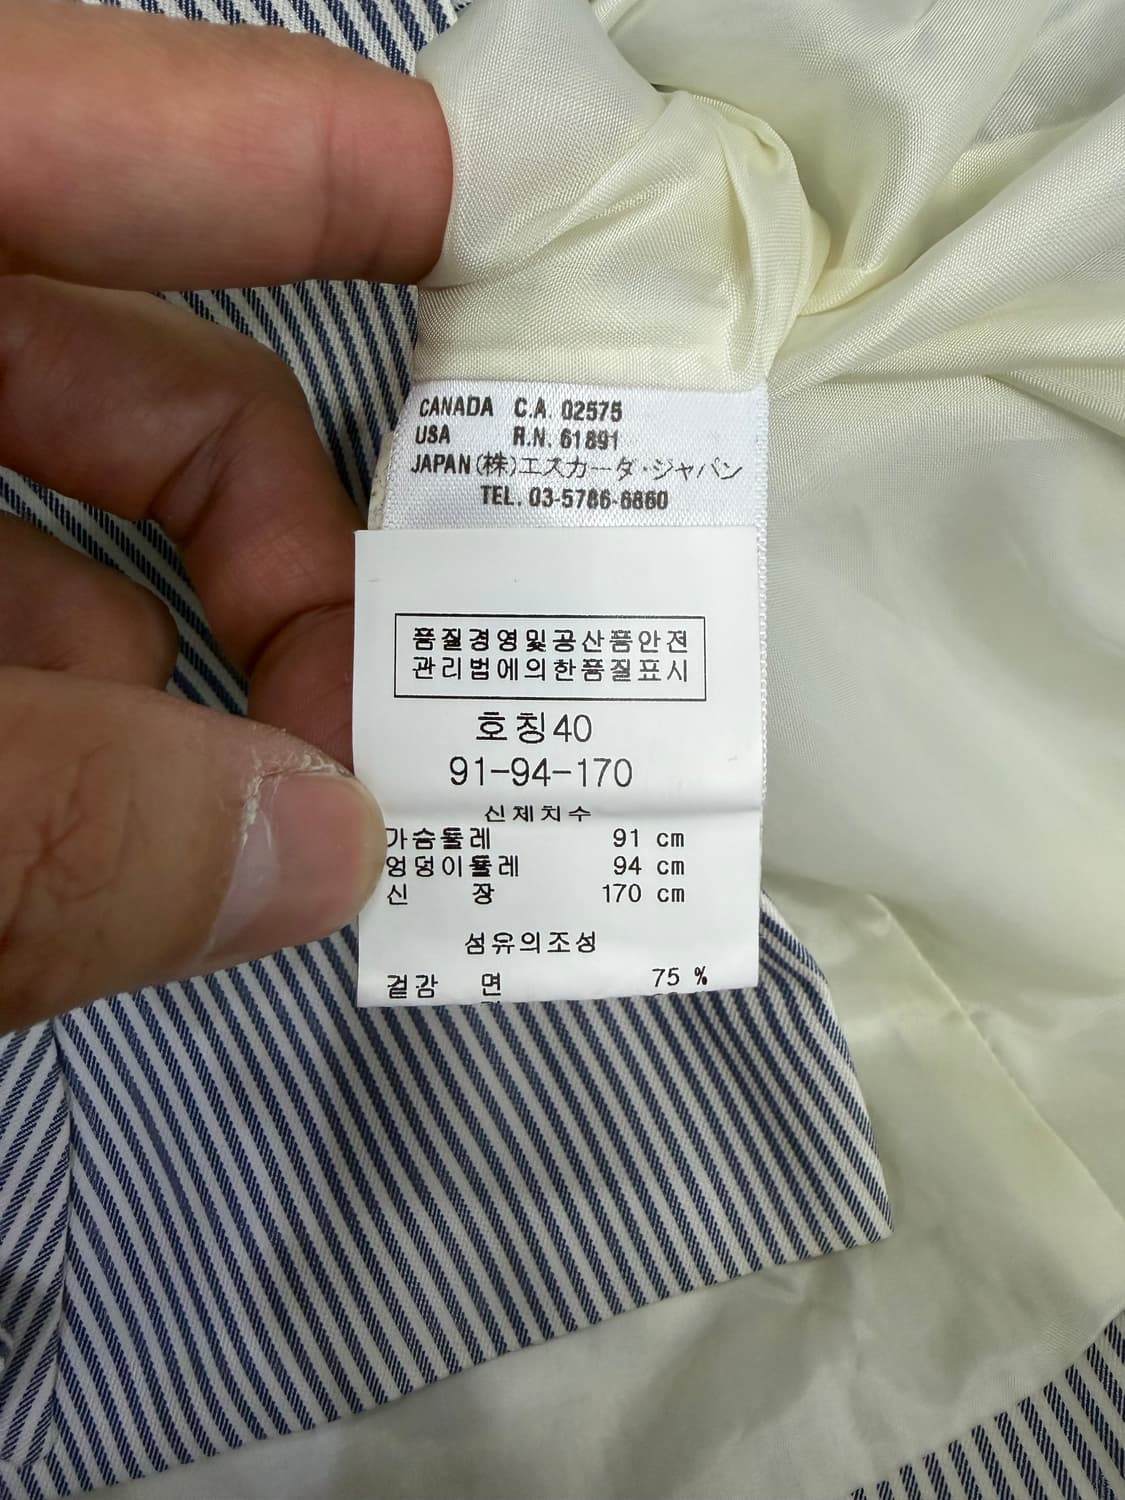 CANADA C.A. 02575
USA R.N. 61891
JAPAN (株)エスカーダ・ジャパン
TEL. 03-5786-6860
품질경영및공산품안전
관리법에의한품질표시
호칭40
91-94-170
신체치수
가슴둘레 91 cm
엉덩이둘레 94 cm
신 장 170 cm
섬유의조성
겉감 면 75 %